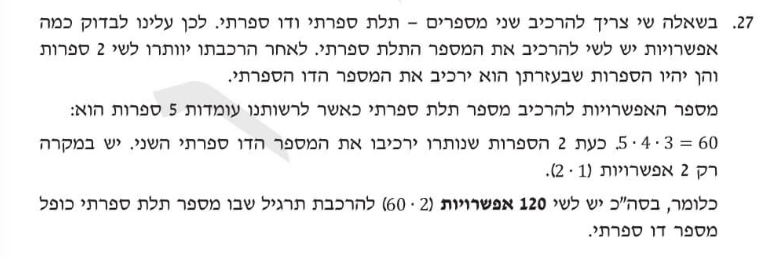 27. בשאלה שי צריך להרכיב שני מספרים – תלת ספרתי ודו ספרתי. לכן עלינו לבדוק כמה
אפשרויות יש לשי להרכיב את המספר התלת ספרתי. לאחר הרכבתו יוותרו לשי 2 ספרות
והן יהיו הספרות שבעזרתן הוא ירכיב את המספר הדו הספרתי.
מספר האפשרויות להרכיב מספר תלת ספרתי כאשר לרשותנו עומדות 5 ספרות הוא:
5 · 4 · 3 = 60. כעת 2 הספרות שנותרו ירכיבו את המספר הדו ספרתי השני. יש במקרה
רק 2 אפשרויות (2 · 1).
כלומר, בסה"כ יש לשי 120 אפשרויות (60 · 2) להרכבת תרגיל שבו מספר תלת ספרתי כופל
מספר דו ספרתי.